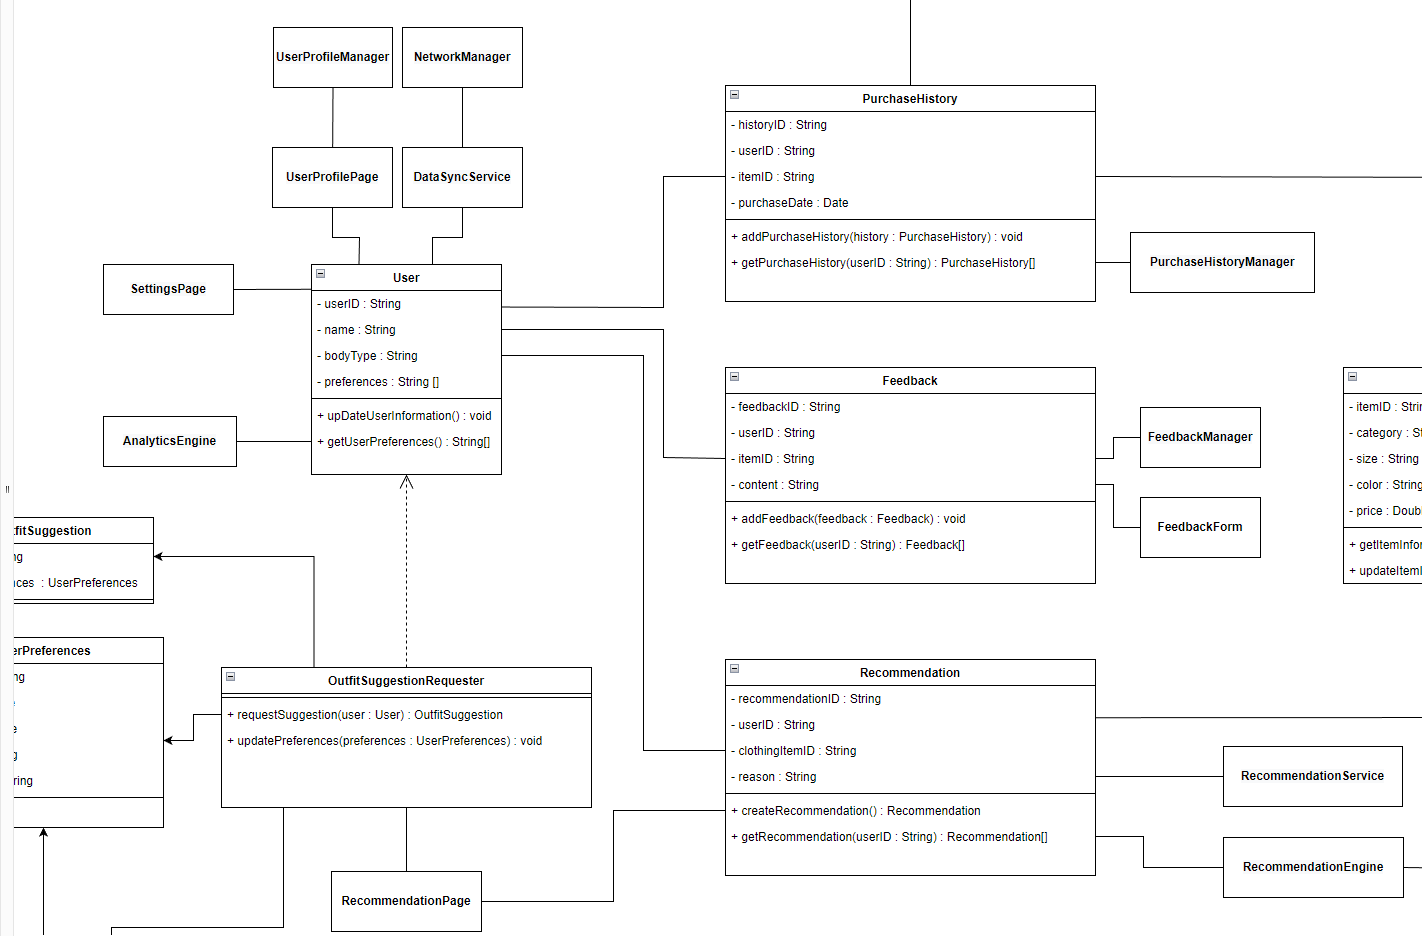 UserProfileManager
NetworkManager
UserProfilePage
DataSyncService
SettingsPage
AnalyticsEngine
User
- userID : String
- name : String
- bodyType : String
- preferences : String []
+ upDateUserInformation() : void
+ getUserPreferences() : String[]
PurchaseHistory
- historyID : String
- userID : String
- itemID : String
- purchaseDate : Date
+ addPurchaseHistory(history : PurchaseHistory) : void
+ getPurchaseHistory(userID : String) : PurchaseHistory[]
PurchaseHistoryManager
Feedback
- feedbackID : String
- userID : String
- itemID : String
- content : String
+ addFeedback(feedback : Feedback) : void
+ getFeedback(userID : String) : Feedback[]
FeedbackManager
FeedbackForm
- itemID : Strin
- category : St
- size : String
- color : String
- price : Doubl
+ getItemInfor
+ updateItemI
tfitSuggestion
ng
nces : UserPreferences
erPreferences
ng
e
g
ring
OutfitSuggestionRequester
+ requestSuggestion(user : User) : OutfitSuggestion
+ updatePreferences(preferences : UserPreferences) : void
RecommendationPage
Recommendation
- recommendationID : String
- userID : String
- clothingItemID : String
- reason : String
+ createRecommendation() : Recommendation
+ getRecommendation(userID : String) : Recommendation[]
RecommendationService
RecommendationEngine